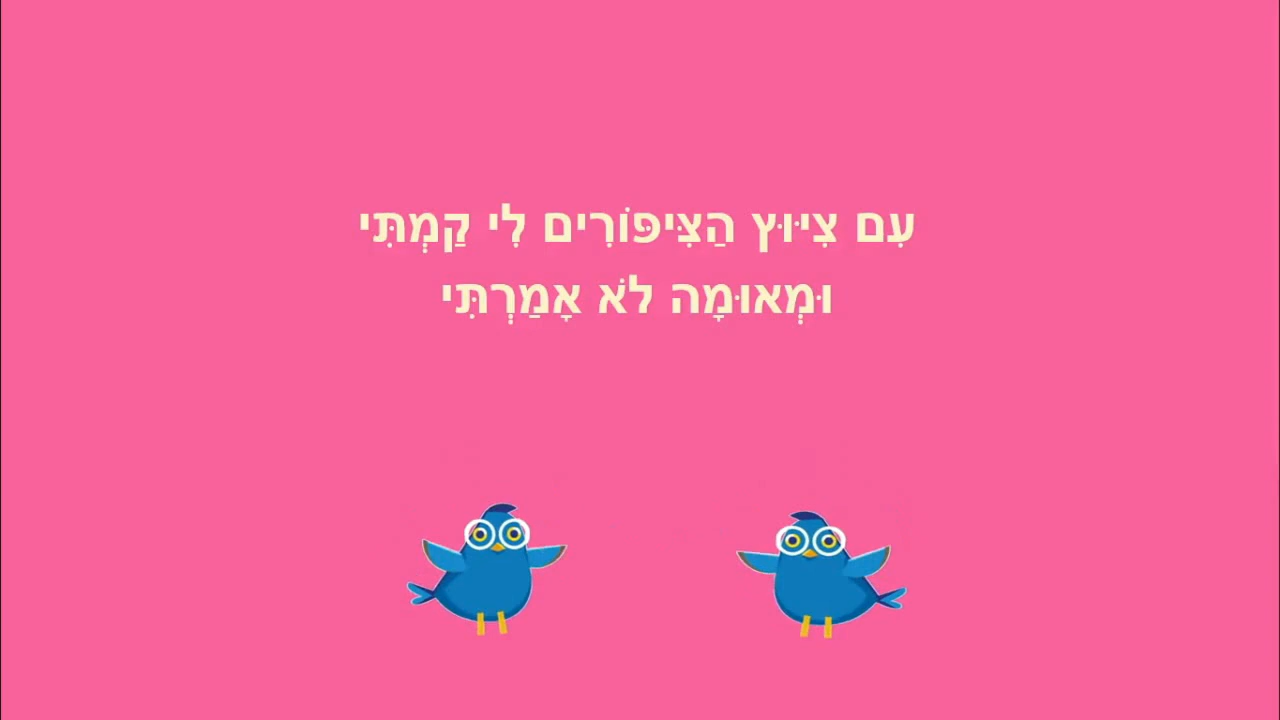 עִם צִיּוּץ הַצִּיפּוֹרִים לִי קַמְתִּי
וּמְאוּמָה לֹא אָמַרְתִּי